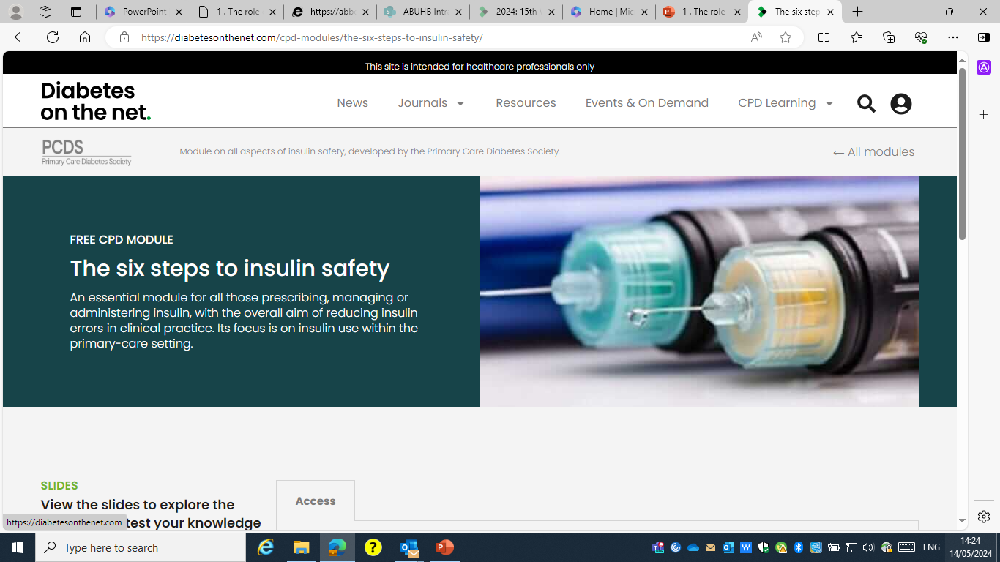 PowerPoint
1 . The role
https://abbu
ABUHB Intr
2024: 15th
Home | Mic
1 . The role
The six step
https://diabetesonthenet.com/cpd-modules/the-six-steps-to-insulin-safety/
This site is intended for healthcare professionals only
Diabetes
on the net.
News
Journals
Resources
Events & On Demand
CPD Learning
PCDS
Primary Care Diabetes Society
Module on all aspects of insulin safety, developed by the Primary Care Diabetes Society.
← All modules
FREE CPD MODULE
The six steps to insulin safety
An essential module for all those prescribing, managing or
administering insulin, with the overall aim of reducing insulin
errors in clinical practice. Its focus is on insulin use within the
primary-care setting.
SLIDES
View the slides to explore the
test your knowledge
Access
https://diabetesonthenet.com
Type here to search
ENG
14:24
14/05/2024